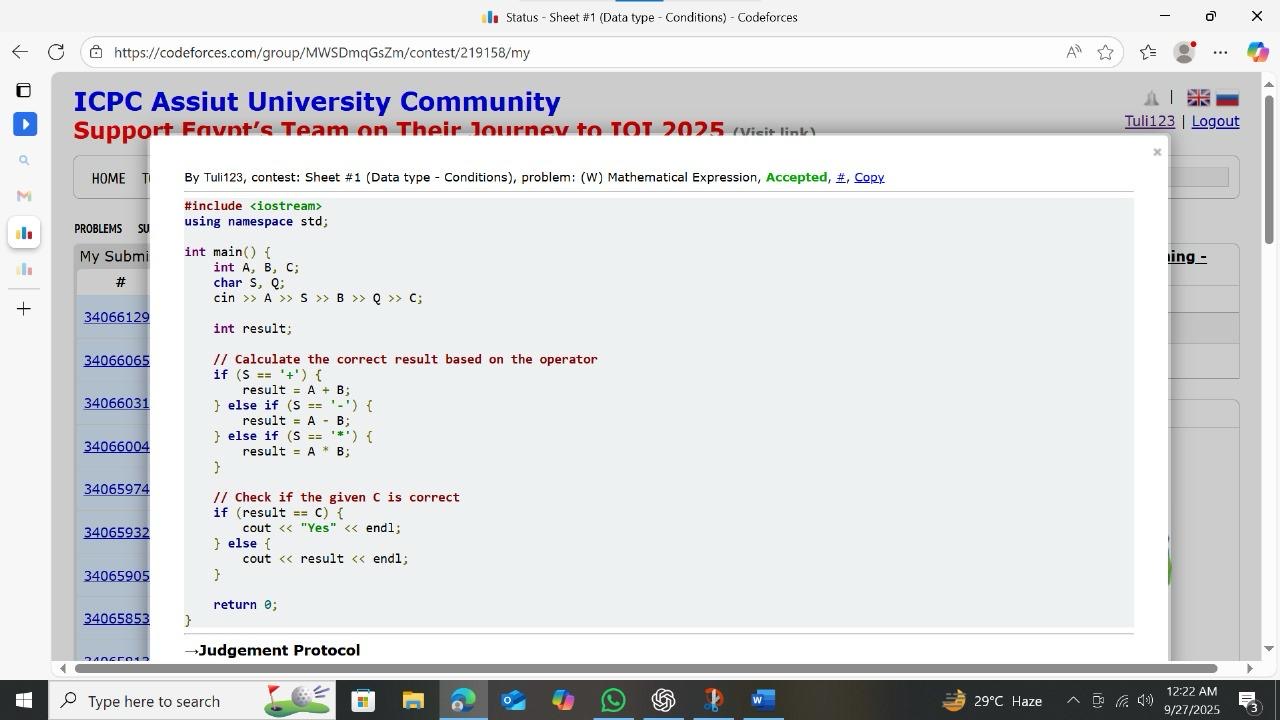 Status - Sheet #1 (Data type - Conditions) - Codeforces
https://codeforces.com/group/MWSDmqGsZm/contest/219158/my
ICPC Assiut University Community
Support Egypt's Team on Their Journey to IOI 2025 (Visit link)
Tuli123 | Logout
HOME
By Tuli123, contest: Sheet #1 (Data type - Conditions), problem: (W) Mathematical Expression, Accepted, #, Copy
PROBLEMS SU
My Submi
#
34066129
34066065
34066031
34066004
34065974
34065932
34065905
34065853
ing -
#include <iostream>
using namespace std;
int main() {
    int A, B, C;
    char S, Q;
    cin >> A >> S >> B >> Q >> C;
    int result;
    // Calculate the correct result based on the operator
    if (S == '+') {
        result = A + B;
    } else if (S == '-') {
        result = A - B;
    } else if (S == '*') {
        result = A * B;
    }
    // Check if the given C is correct
    if (result == C) {
        cout << "Yes" << endl;
    } else {
        cout << result << endl;
    }
    return 0;
}
→Judgement Protocol
Type here to search
29°C Haze
12:22 AM
9/27/2025
3